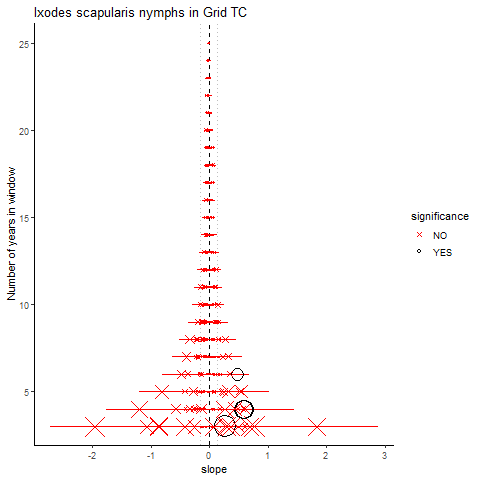 Ixodes scapularis nymphs in Grid TC
25
20
15
10
5
Number of years in window
-2
-1
0
1
2
3
slope
significance
NO
YES